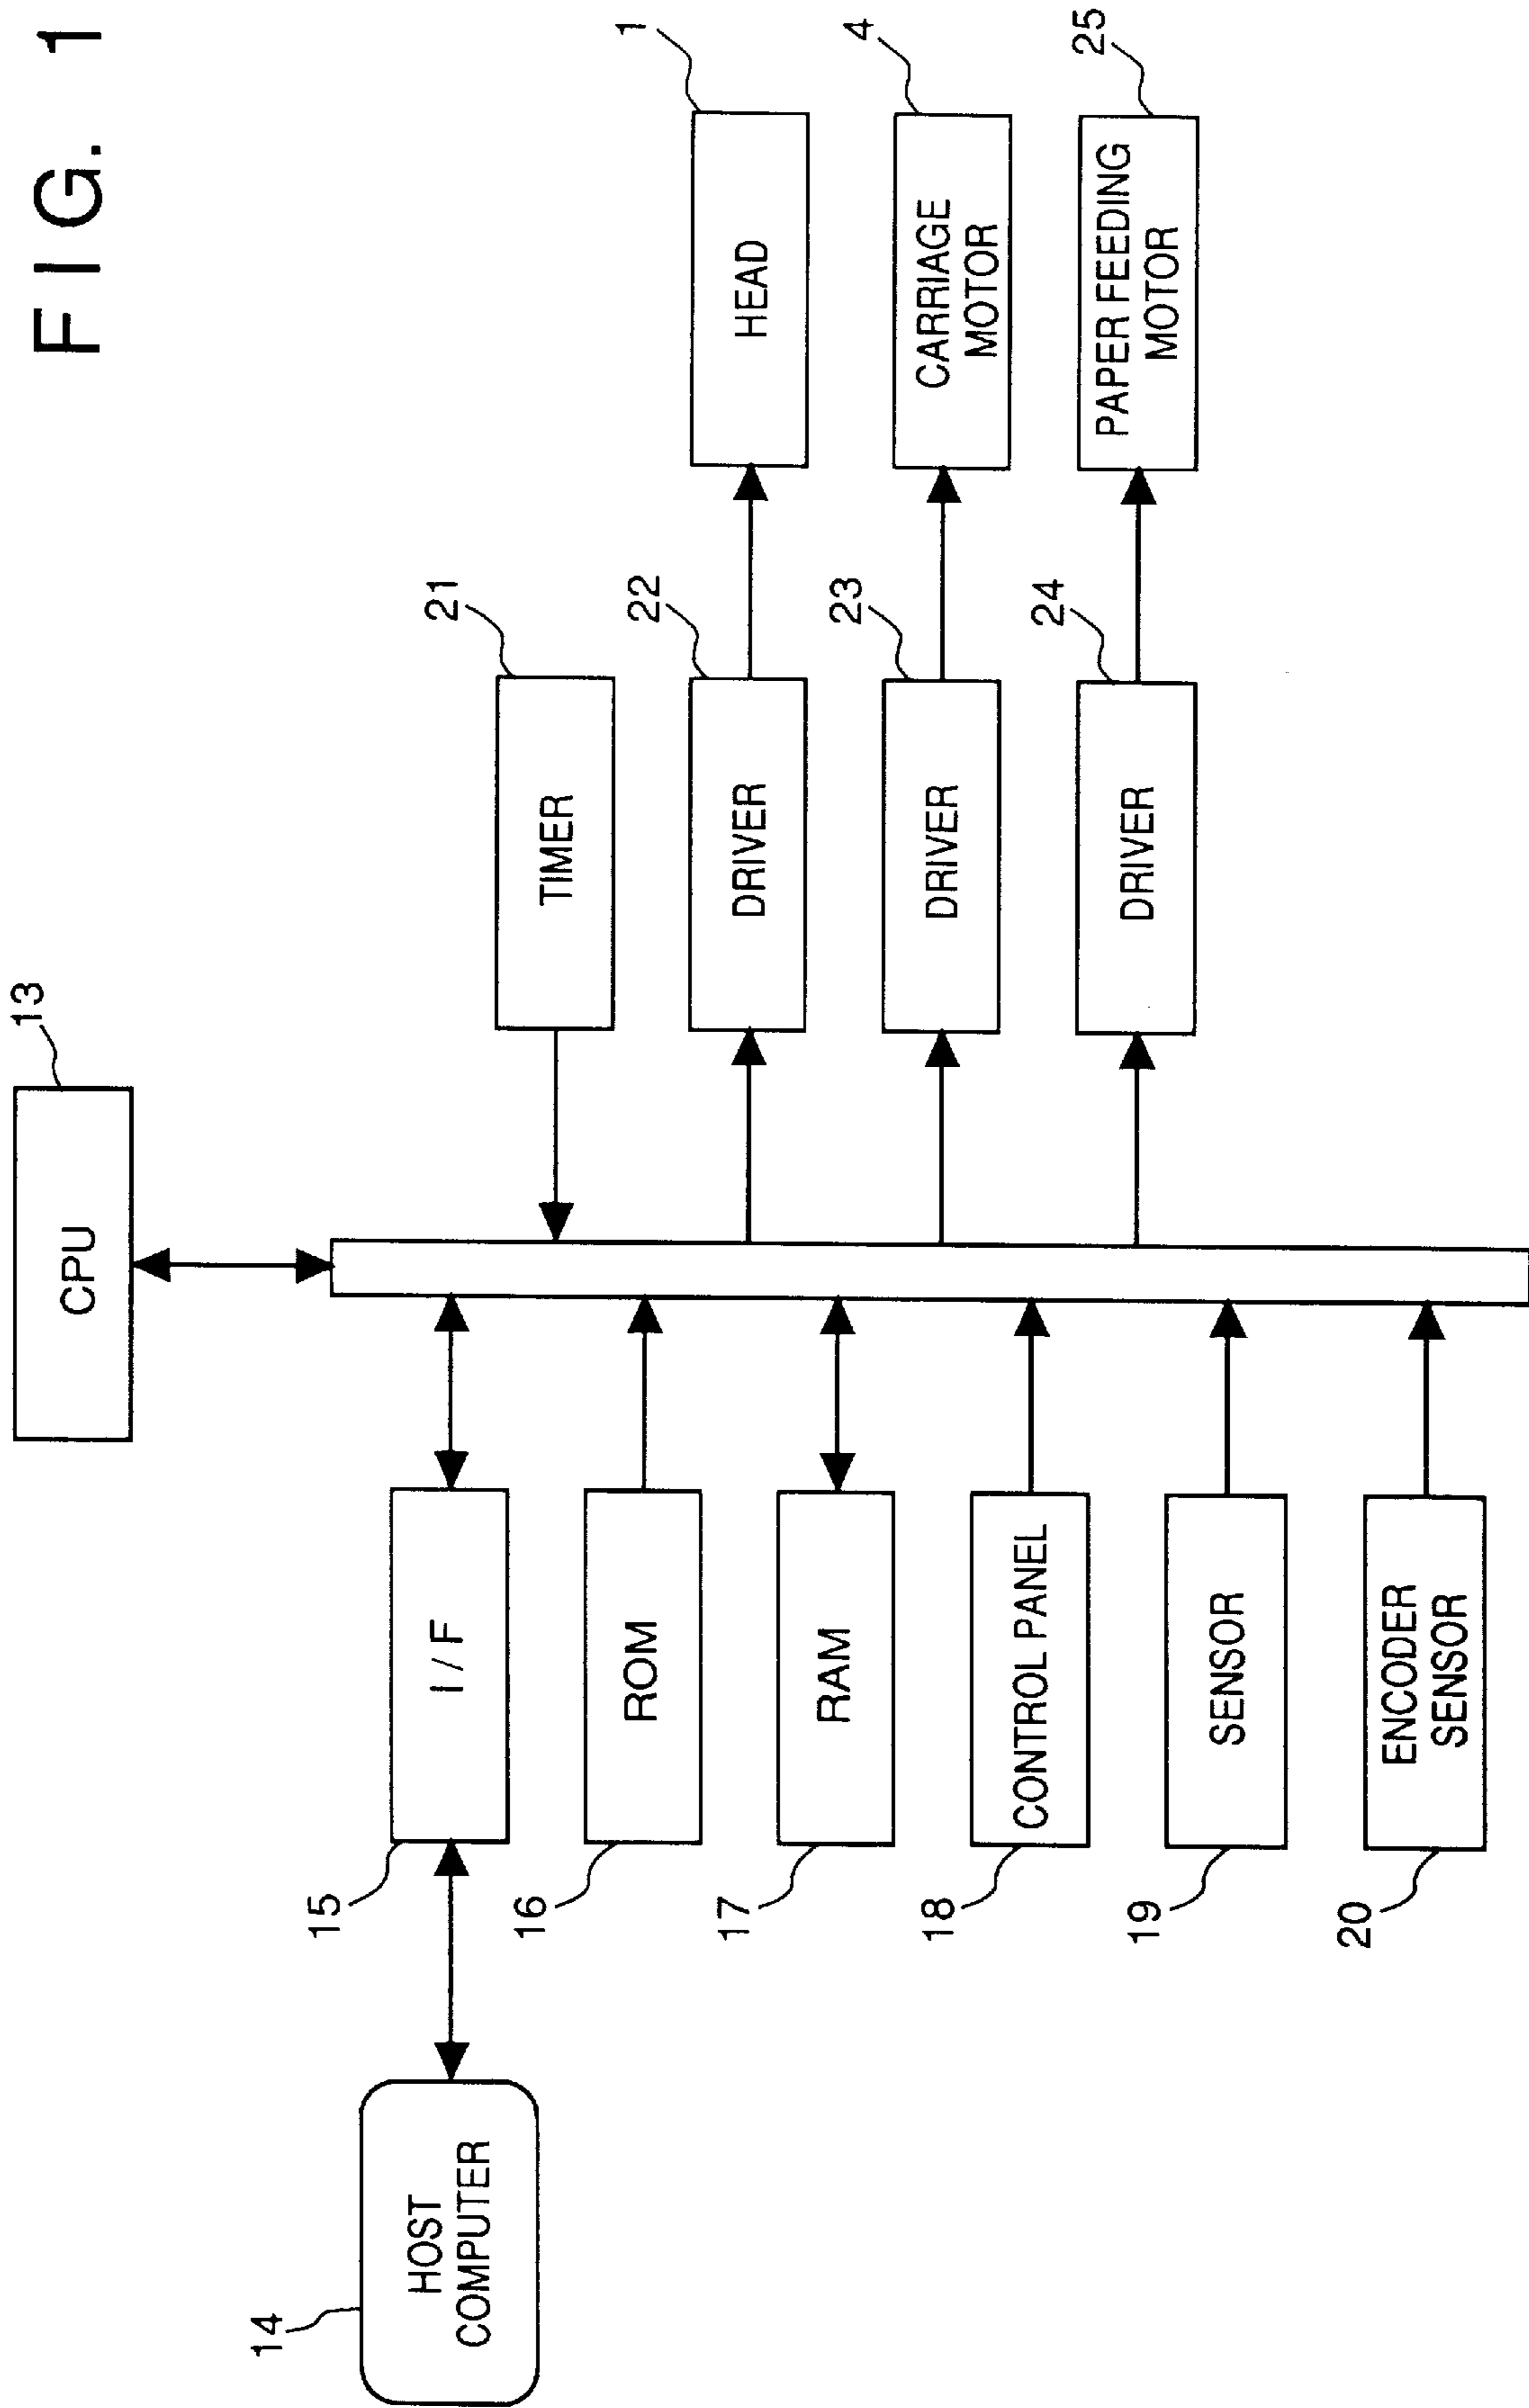 FIG. 1
13
CPU
14
HOST
COMPUTER
15
I/F
16
ROM
17
RAM
18
CONTROL PANEL
19
SENSOR
20
ENCODER
SENSOR
21
TIMER
22
DRIVER
1
HEAD
23
DRIVER
4
CARRIAGE
MOTOR
24
DRIVER
25
PAPER FEEDING
MOTOR